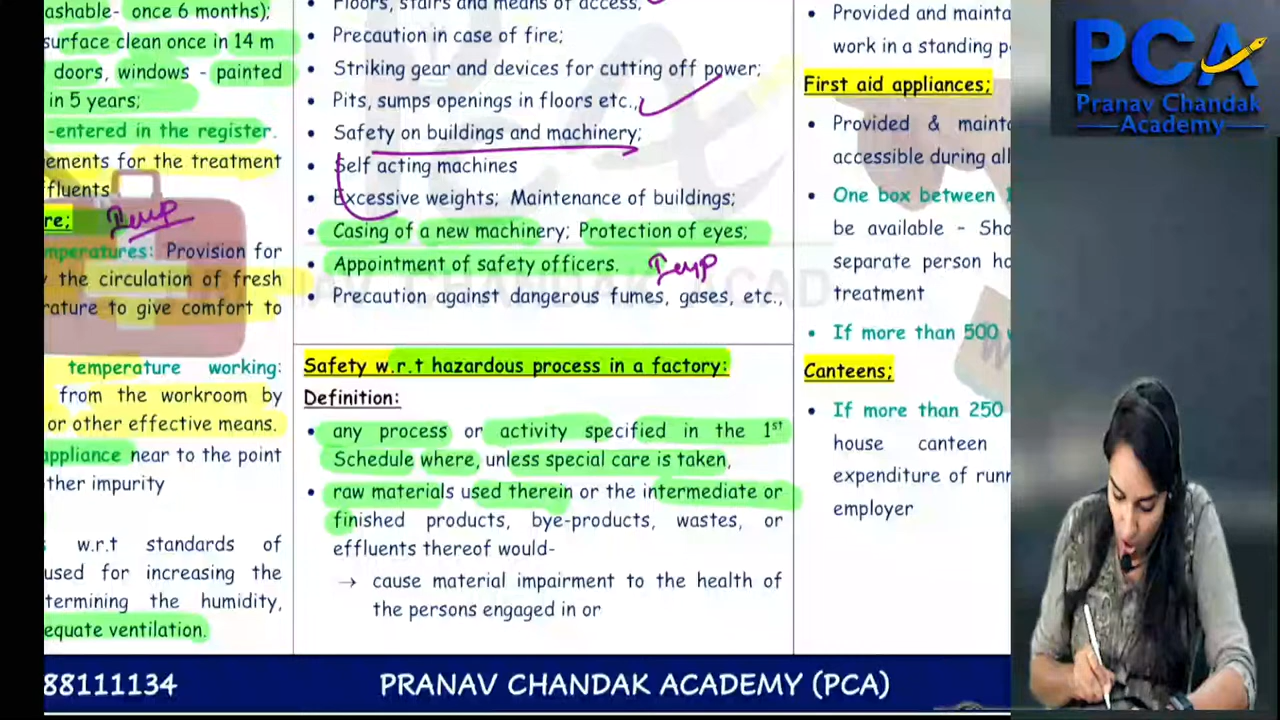 ashable- once 6 months);
surface clean once in 14 m
doors, windows - painted
in 5 years;
-entered in the register.
ements for the treatment
ffluents
re; Imp
mperatures: Provision for
the circulation of fresh
rature to give comfort to
temperature working:
from the workroom by
or other effective means.
appliance near to the point
ther impurity
w.r.t standards of
used for increasing the
termining the humidity,
equate ventilation.
Floors, stairs and means of access;
• Precaution in case of fire;
• Striking gear and devices for cutting off power;
• Pits, sumps openings in floors etc.,
• Safety on buildings and machinery;
• Self acting machines
• Excessive weights; Maintenance of buildings;
• Casing of a new machinery; Protection of eyes;
• Appointment of safety officers. Imp
• Precaution against dangerous fumes, gases, etc.,
Safety w.r.t hazardous process in a factory:
Definition:
• any process or activity specified in the 1st
Schedule where, unless special care is taken,
• raw materials used therein or the intermediate or
finished products, bye-products, wastes, or
effluents thereof would-
→ cause material impairment to the health of
the persons engaged in or
Provided and mainta
work in a standing p
First aid appliances;
• Provided & maint
accessible during all
• One box between 1
be available - Sho
separate person ho
treatment
• If more than 500 w
Canteens;
• If more than 250
house canteen
expenditure of runn
employer
PCA
Pranav Chandak
Academy
88111134
PRANAV CHANDAK ACADEMY (PCA)